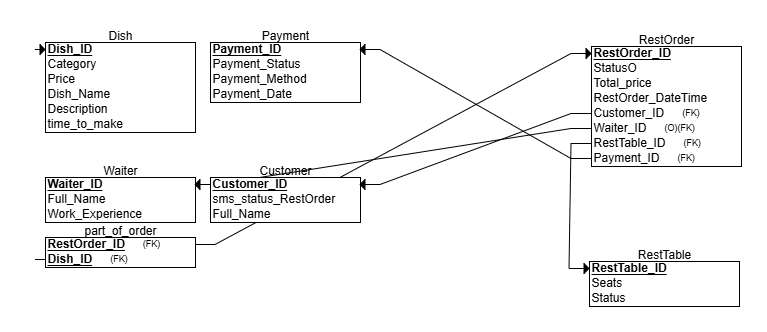 Dish
Dish_ID
Category
Price
Dish_Name
Description
time_to_make
Payment
Payment_ID
Payment_Status
Payment_Method
Payment_Date
RestOrder
RestOrder_ID
StatusO
Total_price
RestOrder_DateTime
Customer_ID (FK)
Waiter_ID (O)(FK)
RestTable_ID (FK)
Payment_ID (FK)
Waiter
Waiter_ID
Full_Name
Work_Experience
Customer
Customer_ID
sms_status_RestOrder
Full_Name
part_of_order
RestOrder_ID (FK)
Dish_ID (FK)
RestTable
RestTable_ID
Seats
Status